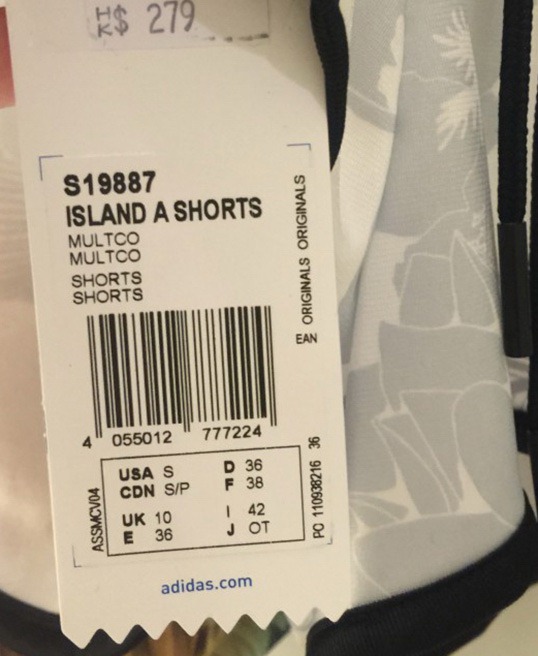 HK$ 279
S19887
ISLAND A SHORTS
MULTCO
MULTCO
SHORTS
SHORTS
ORIGINALS ORIGINALS
EAN
4 055012 777224
ASSMCV04
USA S D 36
CDN S/P F 38
UK 10 I 42
E 36 J OT
PO 110938216 36
adidas.com